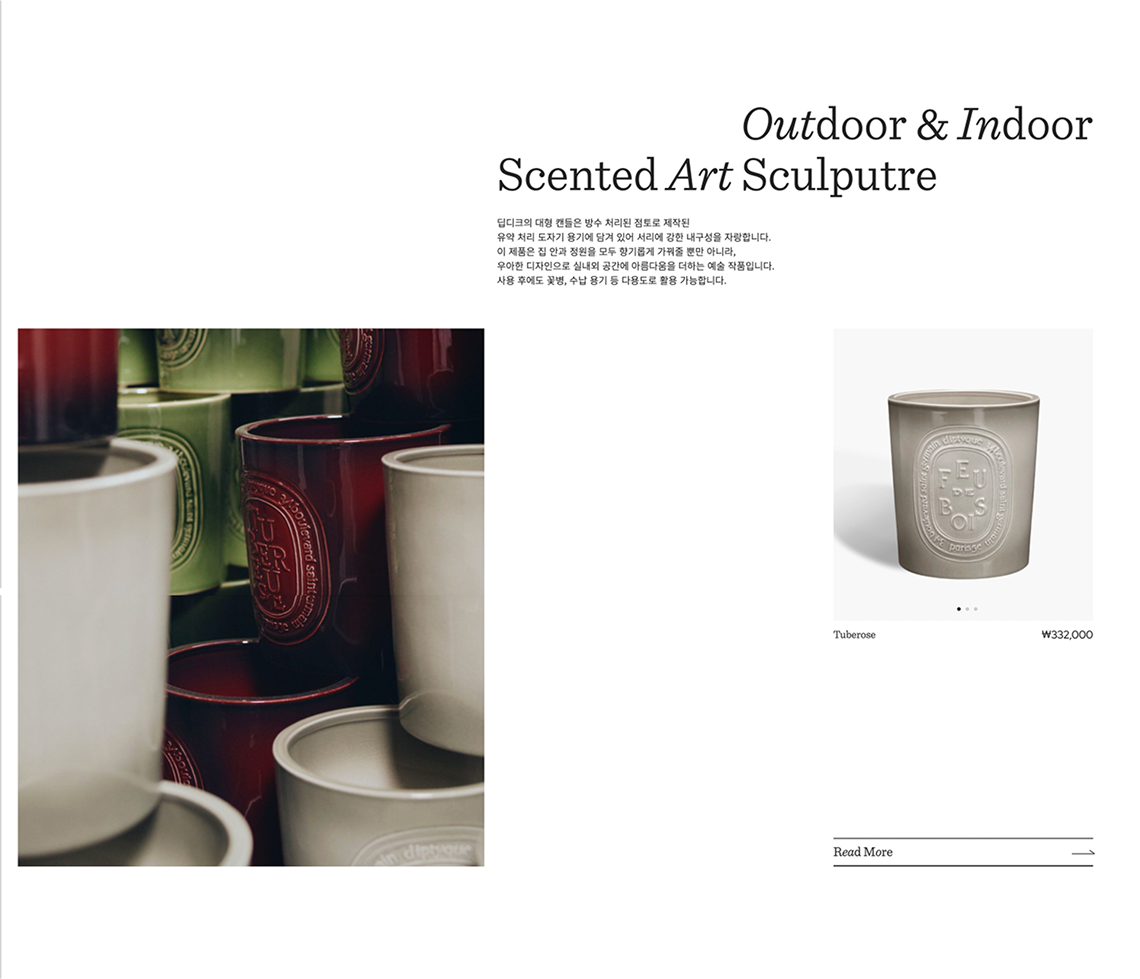 Outdoor & Indoor
Scented Art Sculputre
딥디크의 대형 캔들은 방수 처리된 점토로 제작된
유약 처리 도자기 용기에 담겨 있어 서리에 강한 내구성을 자랑합니다.
이 제품은 집 안과 정원을 모두 향기롭게 가꿔줄 뿐만 아니라,
우아한 디자인으로 실내외 공간에 아름다움을 더하는 예술 작품입니다.
사용 후에도 꽃병, 수납 용기 등 다용도로 활용 가능합니다.
boulevard saint germain
diptyque
FEU
DE
BOIS
Tuberose
₩332,000
Read More